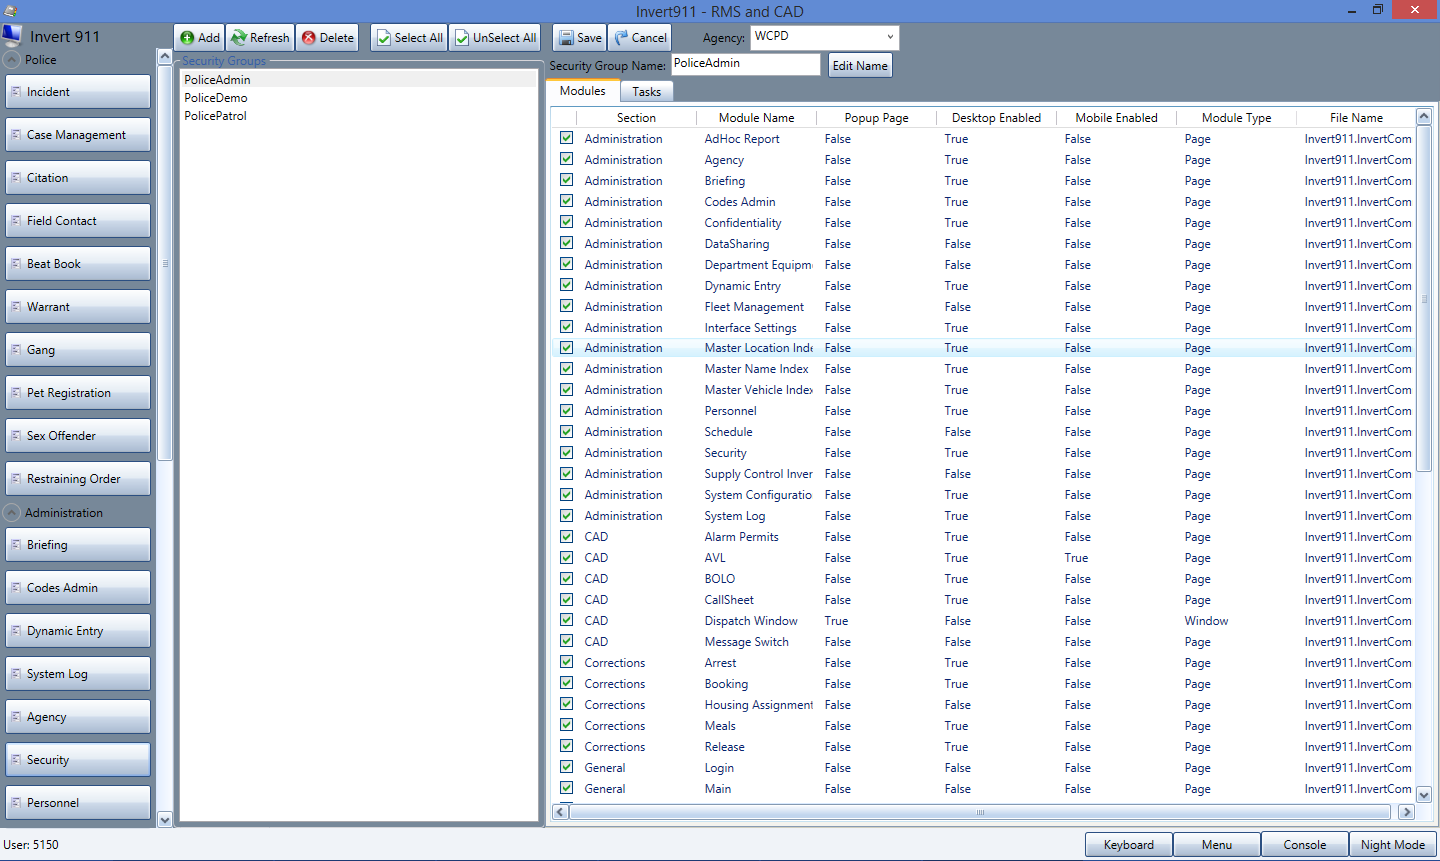 Invert911 - RMS and CAD
Invert 911
Add Refresh Delete Select All UnSelect All Save Cancel Agency: WCPD
Police
Incident
Case Management
Citation
Field Contact
Beat Book
Warrant
Gang
Pet Registration
Sex Offender
Restraining Order
Administration
Briefing
Codes Admin
Dynamic Entry
System Log
Agency
Security
Personnel
Security Groups
PoliceAdmin
PoliceDemo
PolicePatrol
Security Group Name: PoliceAdmin Edit Name
Modules Tasks
Section Module Name Popup Page Desktop Enabled Mobile Enabled Module Type File Name
Administration AdHoc Report False True False Page Invert911.InvertCom
Administration Agency False True False Page Invert911.InvertCom
Administration Briefing False True False Page Invert911.InvertCom
Administration Codes Admin False True False Page Invert911.InvertCom
Administration Confidentiality False True False Page Invert911.InvertCom
Administration DataSharing False False False Page Invert911.InvertCom
Administration Department Equipm False False False Page Invert911.InvertCom
Administration Dynamic Entry False True False Page Invert911.InvertCom
Administration Fleet Management False False False Page Invert911.InvertCom
Administration Interface Settings False True False Page Invert911.InvertCom
Administration Master Location Inde False True False Page Invert911.InvertCom
Administration Master Name Index False True False Page Invert911.InvertCom
Administration Master Vehicle Index False True False Page Invert911.InvertCom
Administration Personnel False True False Page Invert911.InvertCom
Administration Schedule False False False Page Invert911.InvertCom
Administration Security False True False Page Invert911.InvertCom
Administration Supply Control Inver False False False Page Invert911.InvertCom
Administration System Configuratio False True False Page Invert911.InvertCom
Administration System Log False True False Page Invert911.InvertCom
CAD Alarm Permits False True False Page Invert911.InvertCom
CAD AVL False True True Page Invert911.InvertCom
CAD BOLO False True False Page Invert911.InvertCom
CAD CallSheet False True False Page Invert911.InvertCom
CAD Dispatch Window True False False Window Invert911.InvertCom
CAD Message Switch False False False Page Invert911.InvertCom
Corrections Arrest False True False Page Invert911.InvertCom
Corrections Booking False True False Page Invert911.InvertCom
Corrections Housing Assignment False False False Page Invert911.InvertCom
Corrections Meals False True False Page Invert911.InvertCom
Corrections Release False True False Page Invert911.InvertCom
General Login False False False Page Invert911.InvertCom
General Main False False False Page Invert911.InvertCom
User: 5150
Keyboard Menu Console Night Mode